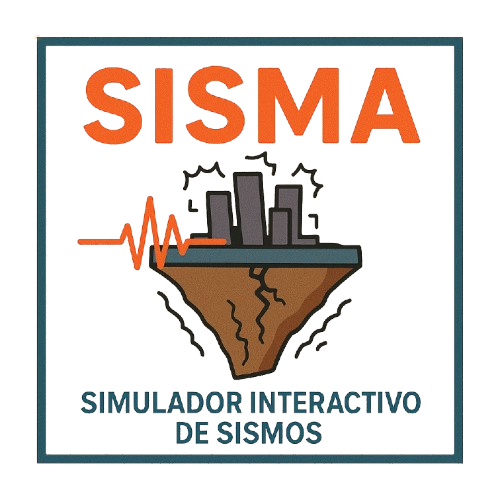 SISMA
SIMULADOR INTERACTIVO
DE SISMOS